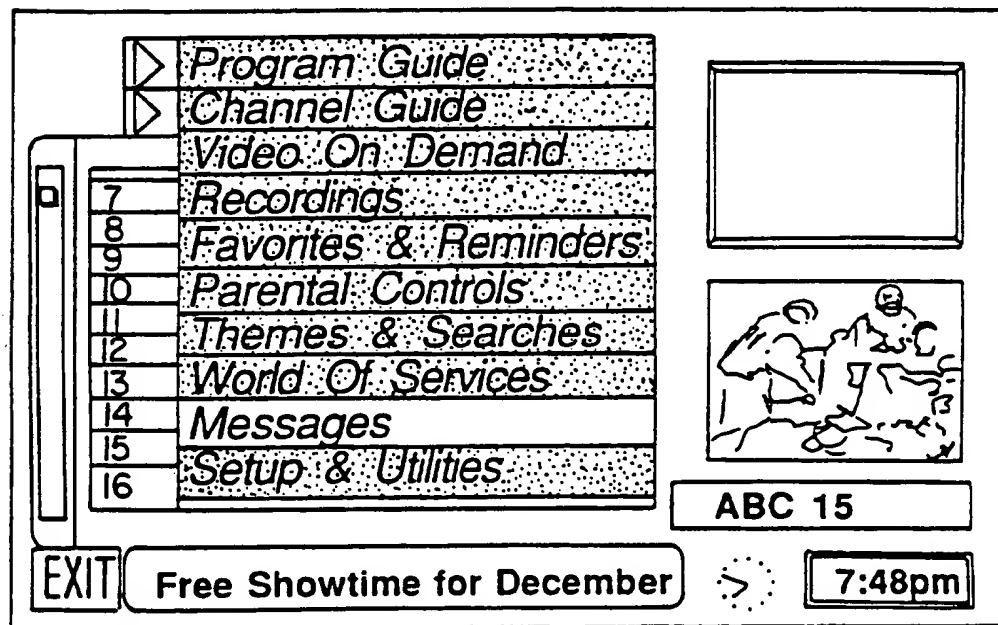 Program Guide
Channel Guide
Video On Demand
7
Recordings
8
Favorites & Reminders
9
10
Parental Controls
11
Themes & Searches
12
13
World Of Services
14
Messages
15
Setup & Utilities
16
ABC 15
EXIT
Free Showtime for December
7:48pm